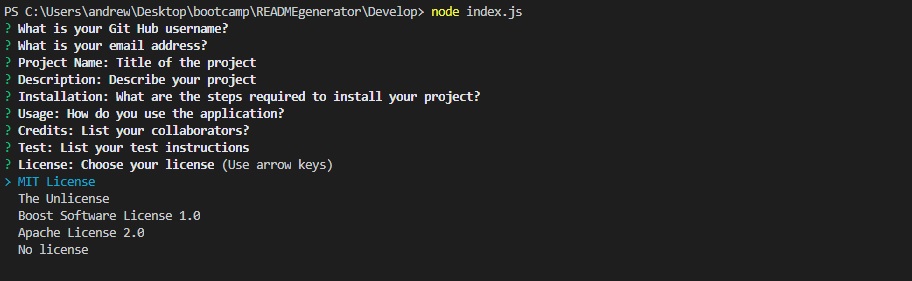 PS C:\Users\andrew\Desktop\bootcamp\READMEgenerator\Develop> node index.js
? What is your Git Hub username?
? What is your email address?
? Project Name: Title of the project
? Description: Describe your project
? Installation: What are the steps required to install your project?
? Usage: How do you use the application?
? Credits: List your collaborators?
? Test: List your test instructions
? License: Choose your license (Use arrow keys)
> MIT License
The Unlicense
Boost Software License 1.0
Apache License 2.0
No license